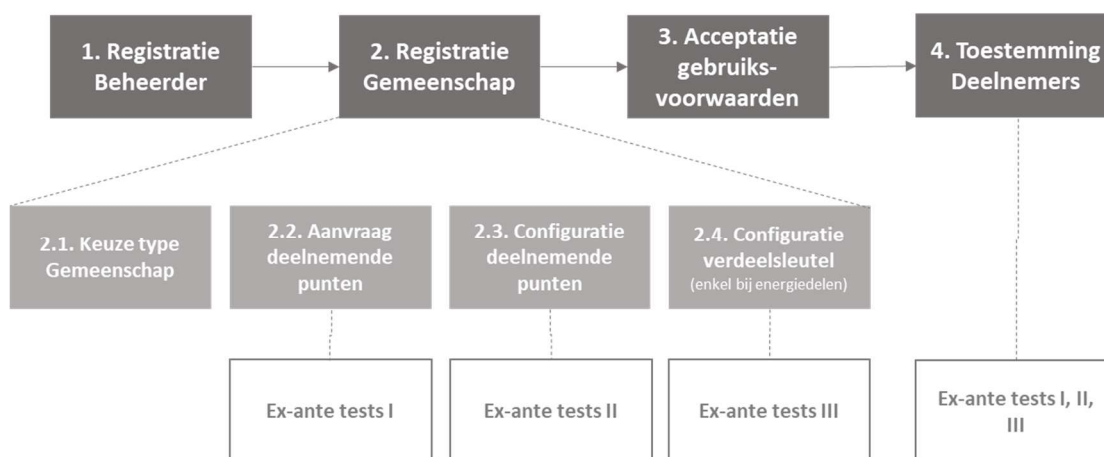 1. Registratie
Beheerder
2. Registratie
Gemeenschap
3. Acceptatie
gebruiks-
voorwaarden
4. Toestemming
Deelnemers
2.1. Keuze type
Gemeenschap
2.2. Aanvraag
deelnemende
punten
2.3. Configuratie
deelnemende
punten
2.4. Configuratie
verdeelsleutel
(enkel bij energiedelen)
Ex-ante tests I
Ex-ante tests II
Ex-ante tests III
Ex-ante tests I, II,
III